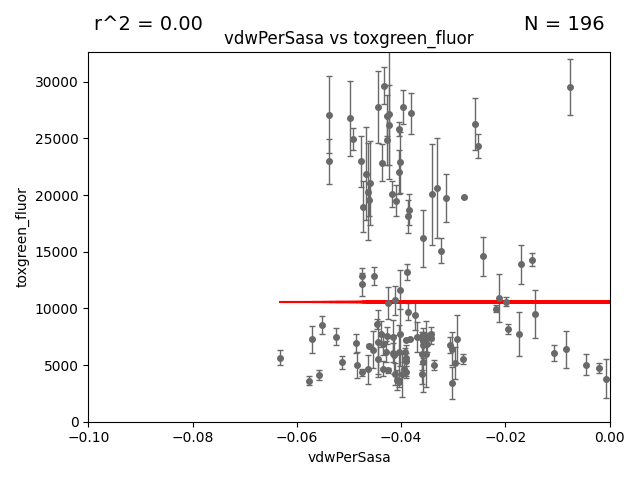 r^2 = 0.00
N = 196
vdwPerSasa vs toxgreen_fluor
toxgreen_fluor
30000
25000
20000
15000
10000
5000
0
−0.10
−0.08
−0.06
−0.04
−0.02
0.00
vdwPerSasa